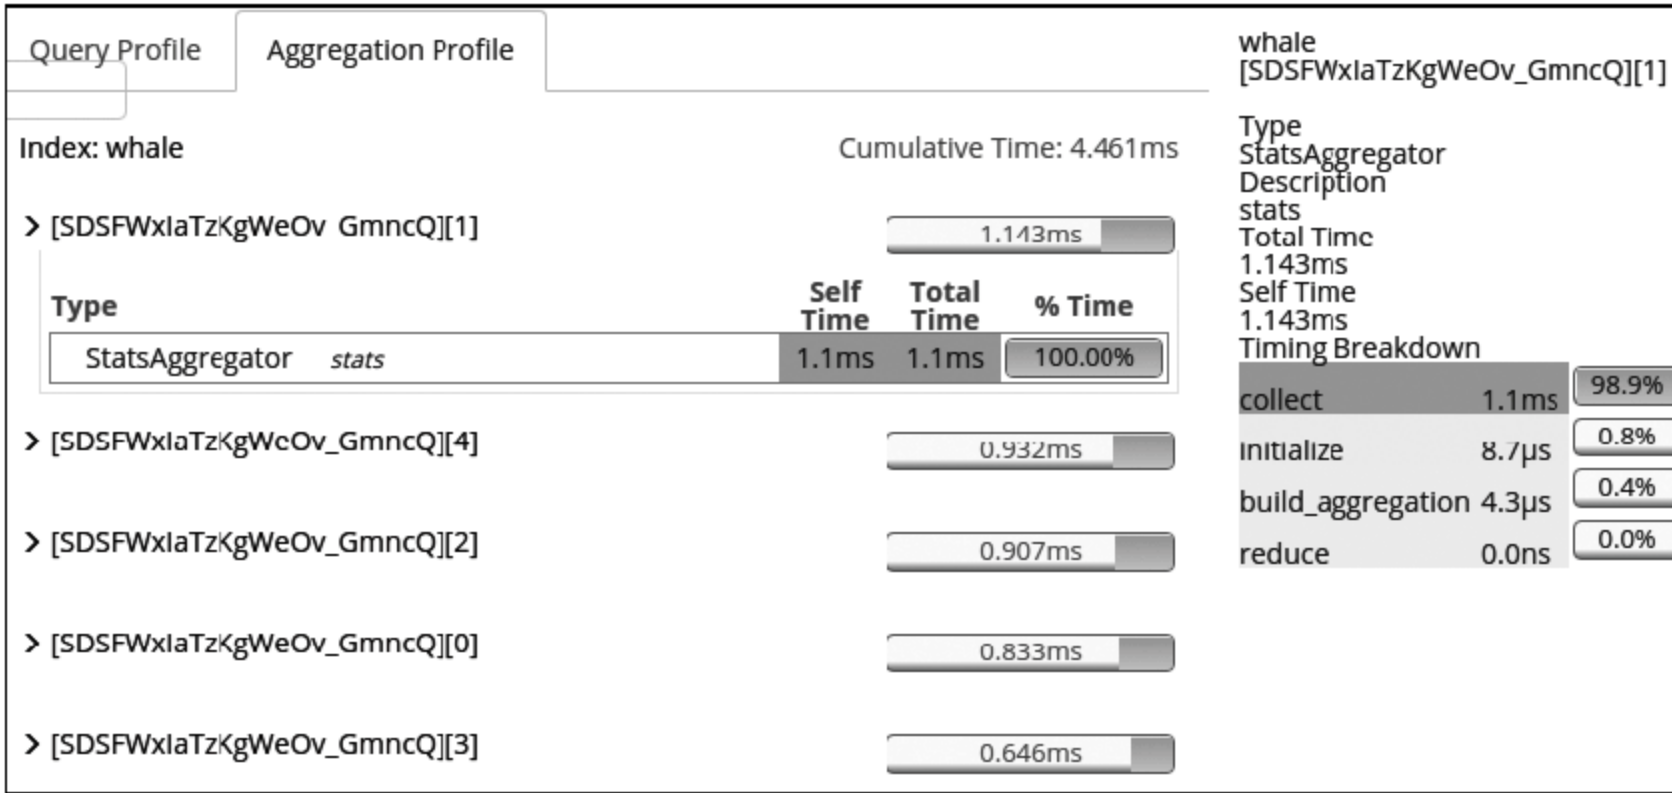 Query Profile
Aggregation Profile
Index: whale
Cumulative Time: 4.461ms
[SDSFWxIaTzKgWeOv_GmncQ][1]
1.143ms
Type
Self Time
Total Time
% Time
StatsAggregator stats 1.1ms 1.1ms 100.00%
[SDSFWxIaTzKgWeOv_GmncQ][4]
0.932ms
[SDSFWxIaTzKgWeOv_GmncQ][2]
0.907ms
[SDSFWxIaTzKgWeOv_GmncQ][0]
0.833ms
[SDSFWxIaTzKgWeOv_GmncQ][3]
0.646ms
whale
[SDSFWxIaTzKgWeOv_GmncQ][1]
Type
StatsAggregator
Description
stats
Total Time
1.143ms
Self Time
1.143ms
Timing Breakdown
collect 1.1ms 98.9%
initialize 8.7µs 0.8%
build_aggregation 4.3µs 0.4%
reduce 0.0ns 0.0%